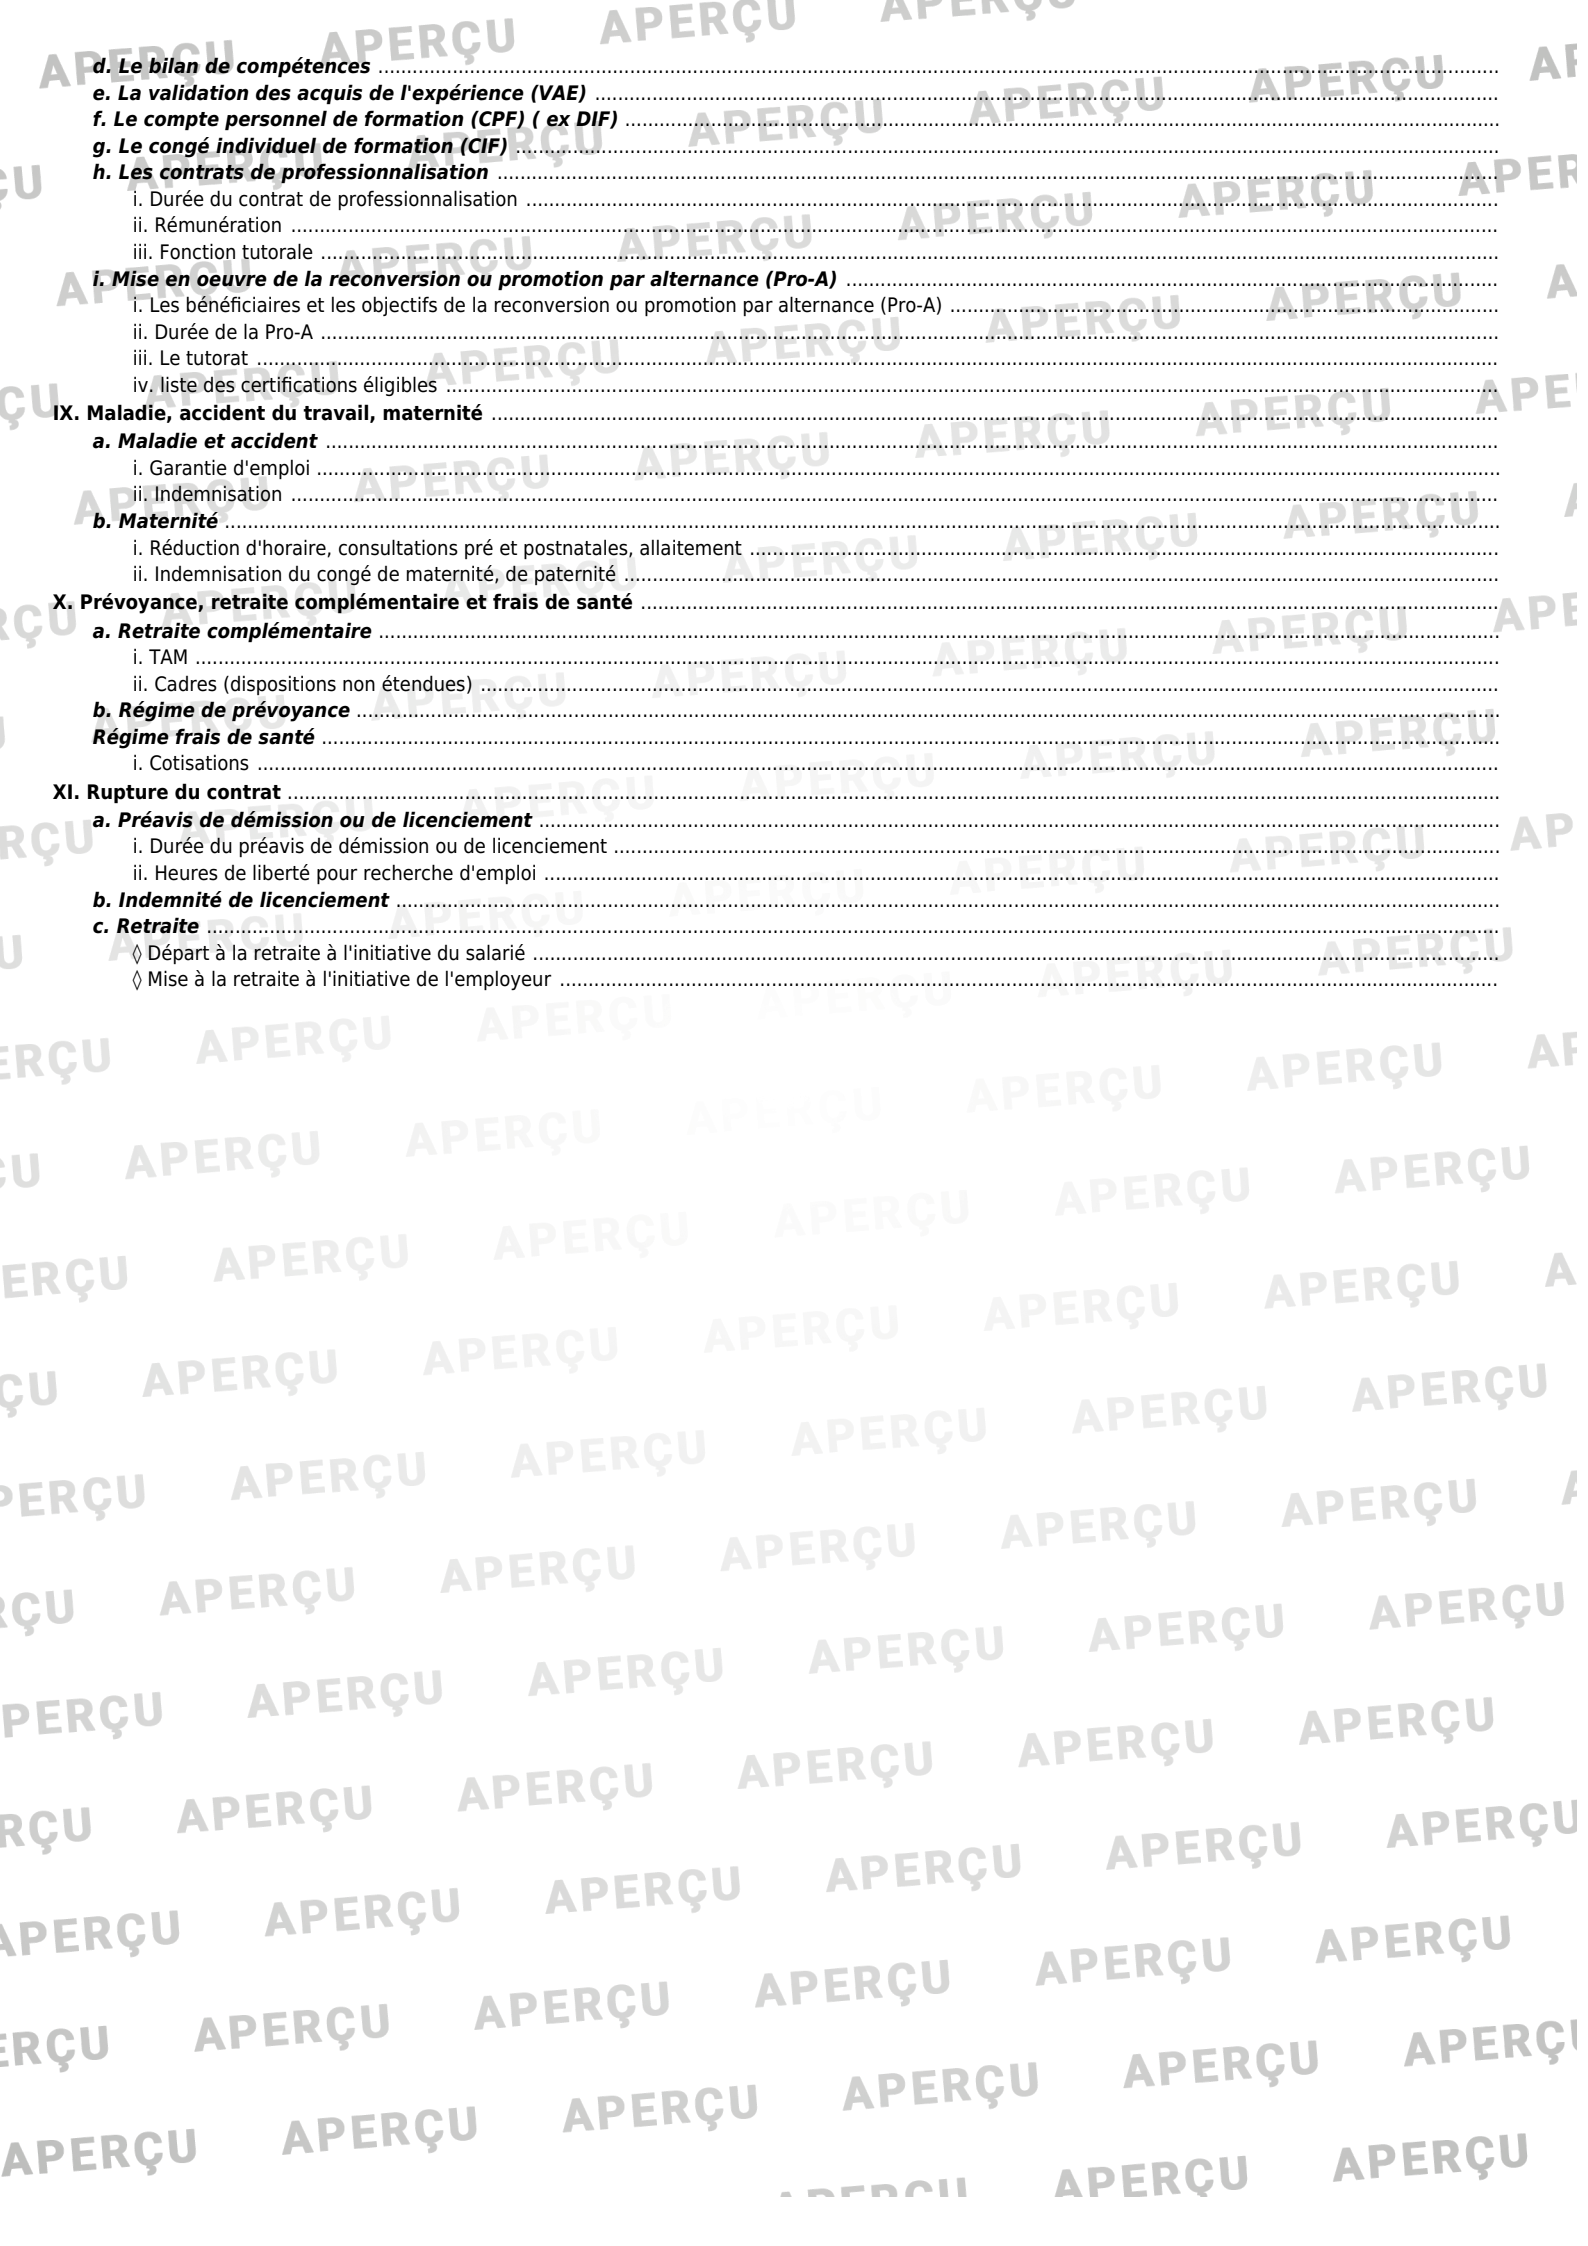 d. Le bilan de compétences
e. La validation des acquis de l'expérience (VAE)
f. Le compte personnel de formation (CPF) ( ex DIF)
g. Le congé individuel de formation (CIF)
h. Les contrats de professionnalisation
i. Durée du contrat de professionnalisation
ii. Rémunération
iii. Fonction tutorale
i. Mise en oeuvre de la reconversion ou promotion par alternance (Pro-A)
i. Les bénéficiaires et les objectifs de la reconversion ou promotion par alternance (Pro-A)
ii. Durée de la Pro-A
iii. Le tutorat
iv. liste des certifications éligibles
IX. Maladie, accident du travail, maternité
a. Maladie et accident
i. Garantie d'emploi
ii. Indemnisation
b. Maternité
i. Réduction d'horaire, consultations pré et postnatales, allaitement
ii. Indemnisation du congé de maternité, de paternité
X. Prévoyance, retraite complémentaire et frais de santé
a. Retraite complémentaire
i. TAM
ii. Cadres (dispositions non étendues)
b. Régime de prévoyance
Régime frais de santé
i. Cotisations
XI. Rupture du contrat
a. Préavis de démission ou de licenciement
i. Durée du préavis de démission ou de licenciement
ii. Heures de liberté pour recherche d'emploi
b. Indemnité de licenciement
c. Retraite
◊ Départ à la retraite à l'initiative du salarié
◊ Mise à la retraite à l'initiative de l'employeur
APERÇU